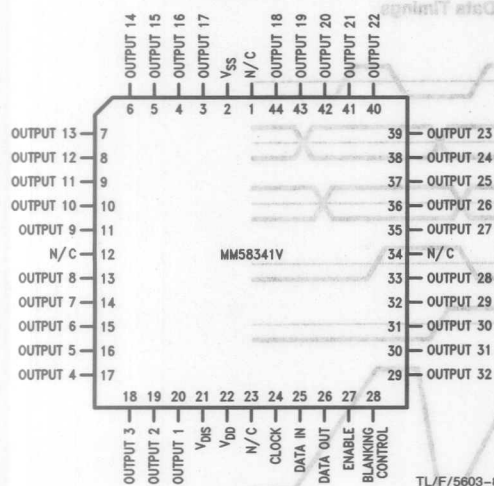 Data Timings
OUTPUT 14
OUTPUT 15
OUTPUT 16
OUTPUT 17
VSS
N/C
OUTPUT 18
OUTPUT 19
OUTPUT 20
OUTPUT 21
OUTPUT 22
6 5 4 3 2 1 44 43 42 41 40
OUTPUT 13 7 39 OUTPUT 23
OUTPUT 12 8 38 OUTPUT 24
OUTPUT 11 9 37 OUTPUT 25
OUTPUT 10 10 36 OUTPUT 26
OUTPUT 9 11 35 OUTPUT 27
N/C 12 MM58341V 34 N/C
OUTPUT 8 13 33 OUTPUT 28
OUTPUT 7 14 32 OUTPUT 29
OUTPUT 6 15 31 OUTPUT 30
OUTPUT 5 16 30 OUTPUT 31
OUTPUT 4 17 29 OUTPUT 32
18 19 20 21 22 23 24 25 26 27 28
OUTPUT 3
OUTPUT 2
OUTPUT 1
VDIS
VDD
N/C
CLOCK
DATA IN
DATA OUT
ENABLE
BLANKING
CONTROL